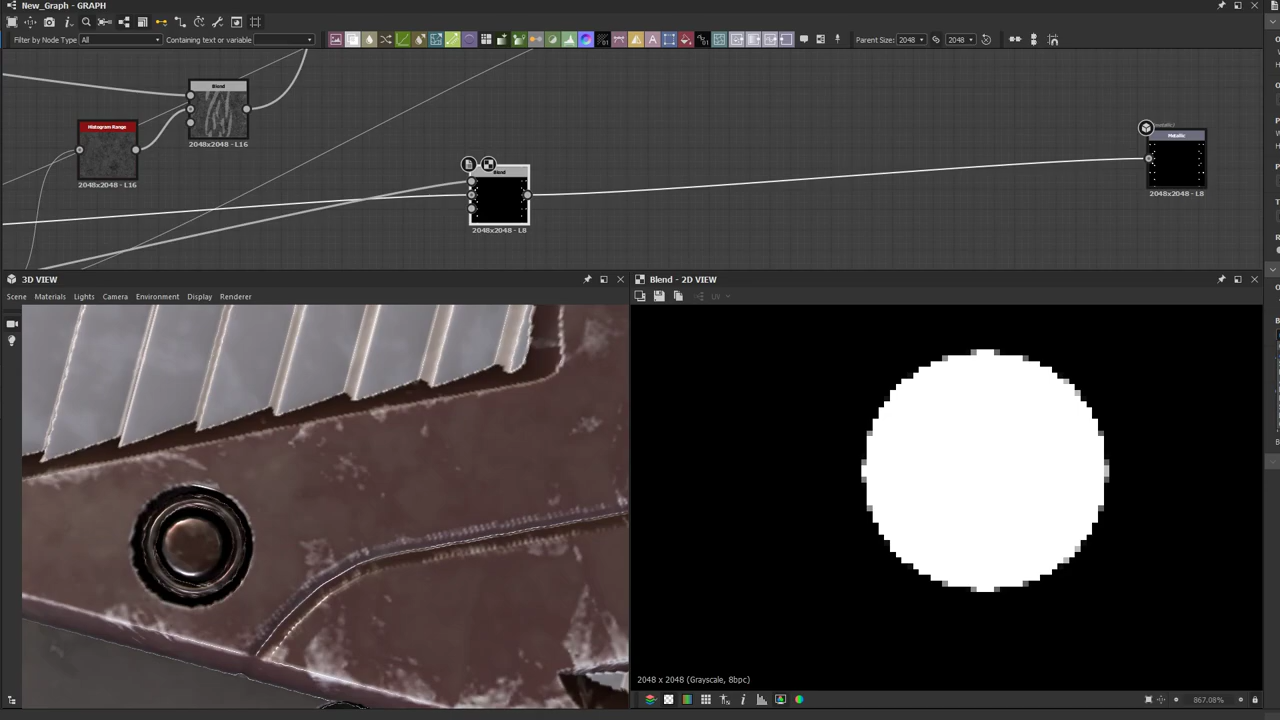 New_Graph - GRAPH
Filter by Node Type All Containing text or variable Parent Size: 2048 2048
Blend
2048x2048 - L16
Histogram Range
2048x2048 - L16
Blend
2048x2048 - L8
Metallic
2048x2048 - L8
3D VIEW
Scene Materials Lights Camera Environment Display Renderer
Blend - 2D VIEW
UV
2048 x 2048 (Grayscale, 8bpc)
867.08%